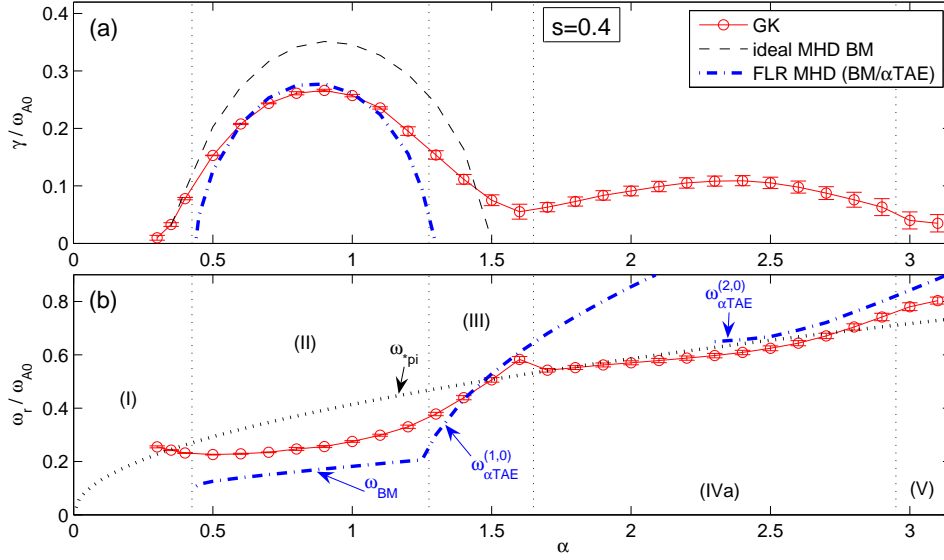 (a)
s=0.4
GK
ideal MHD BM
FLR MHD (BM/αTAE)
γ / ω_A0
0.4
0.3
0.2
0.1
0
0 0.5 1 1.5 2 2.5 3
(b)
ω_r / ω_A0
0.8
0.6
0.4
0.2
0
(I)
(II)
(III)
(IVa)
(V)
ω_*pi
ω_BM
ω_αTAE^(1,0)
ω_αTAE^(2,0)
0 0.5 1 1.5 2 2.5 3
α